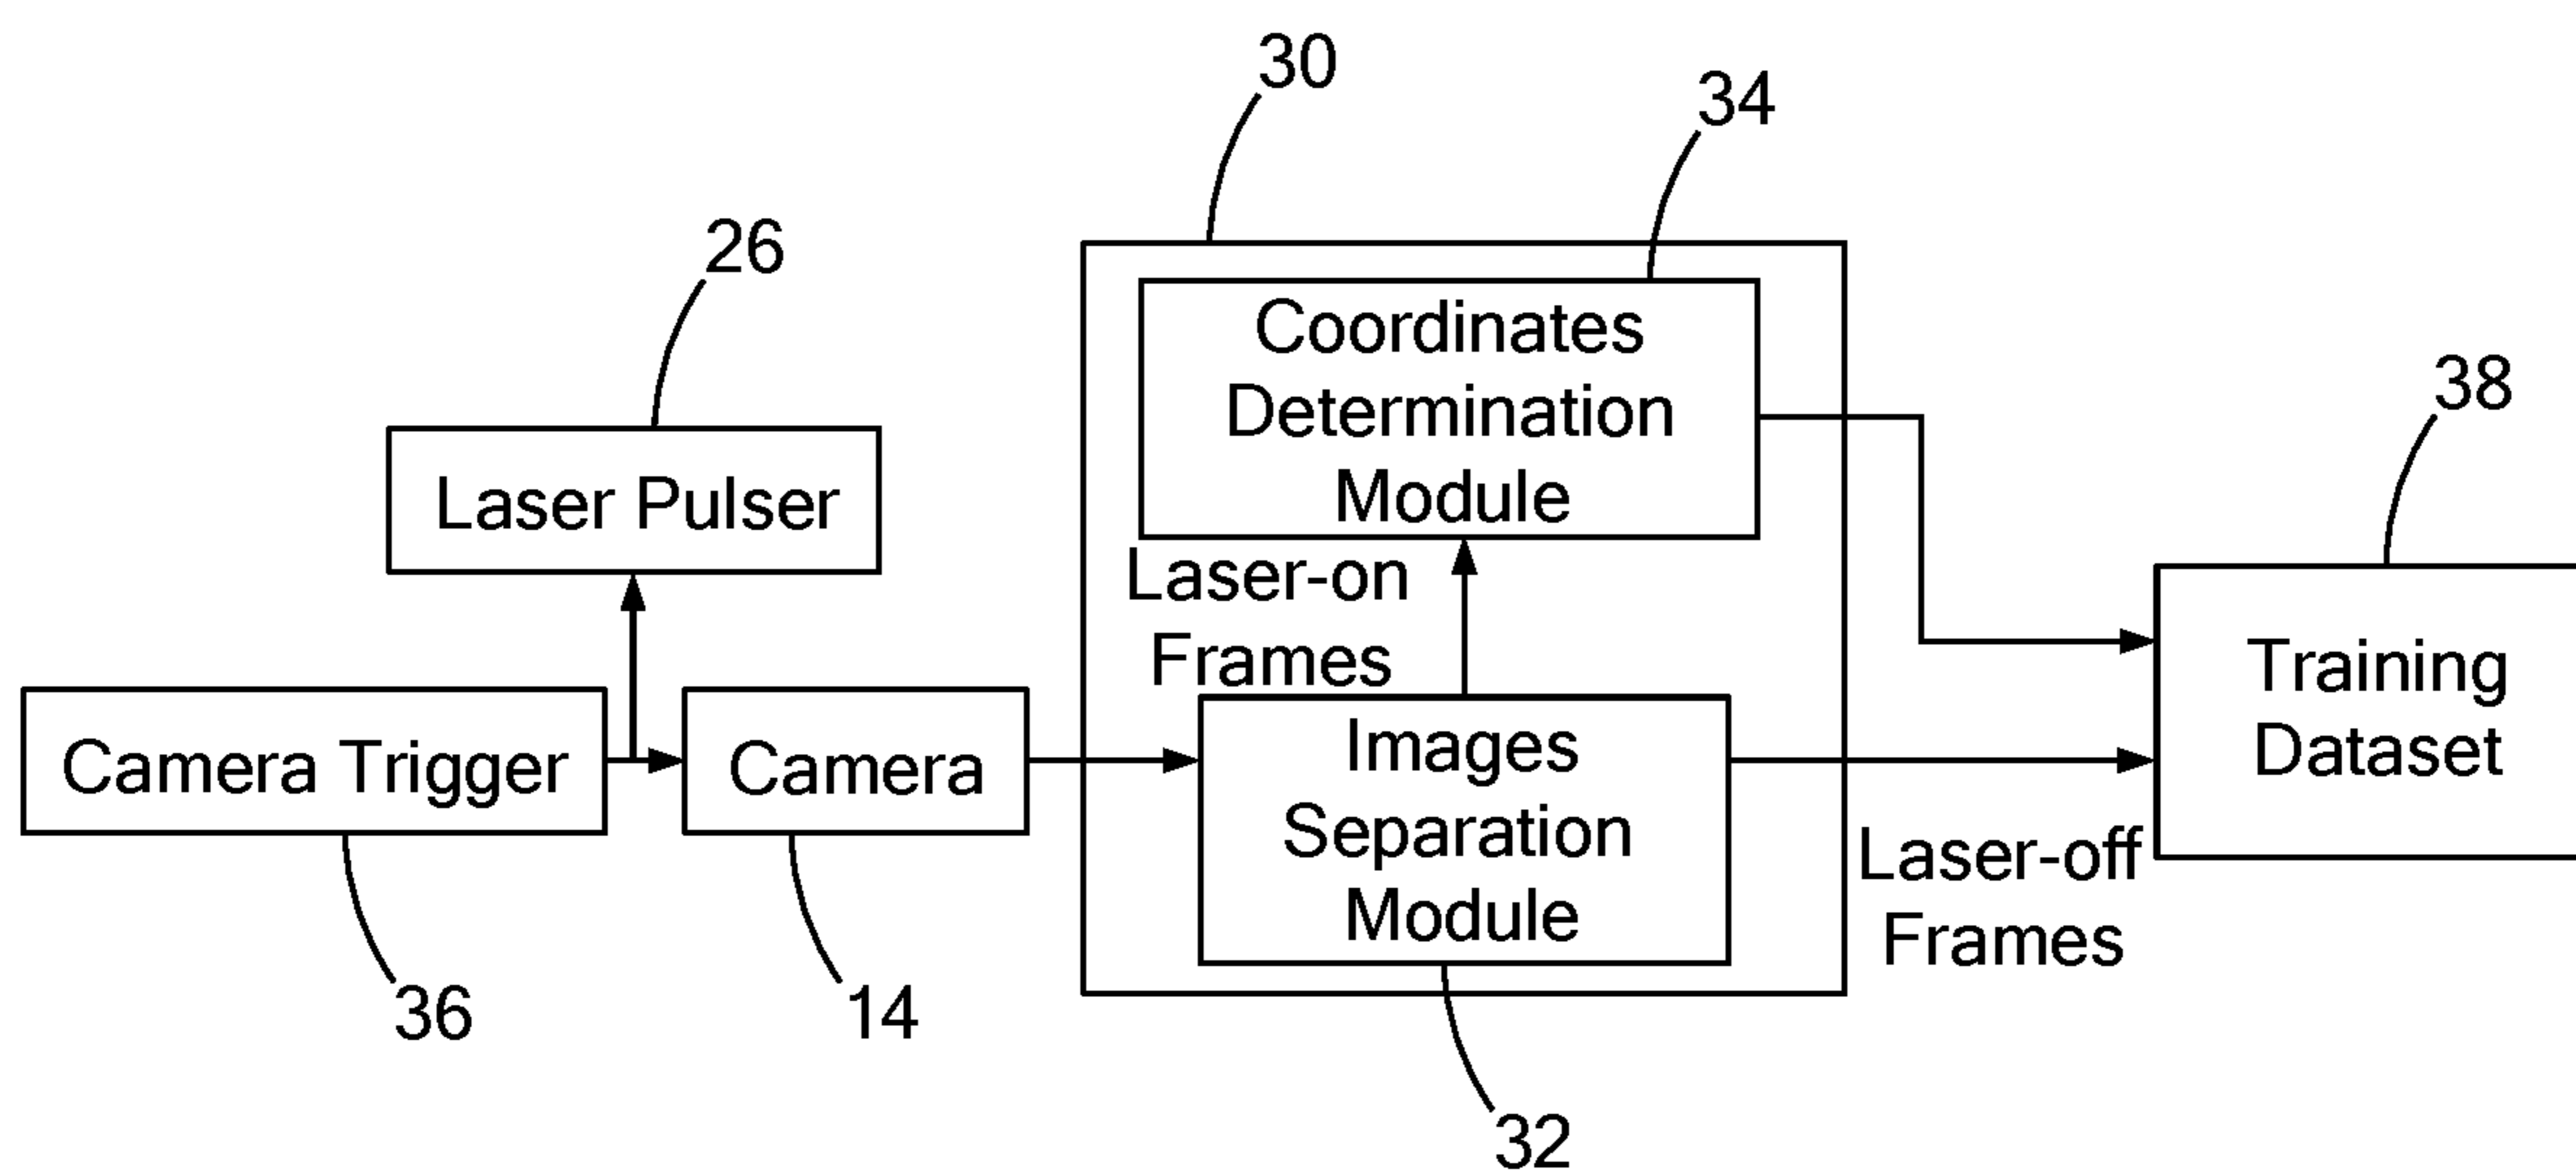 30
34
26
Coordinates
Determination
Module
38
Laser Pulser
Laser-on
Frames
Training
Dataset
Camera Trigger
Camera
Images
Separation
Module
Laser-off
Frames
36
14
32